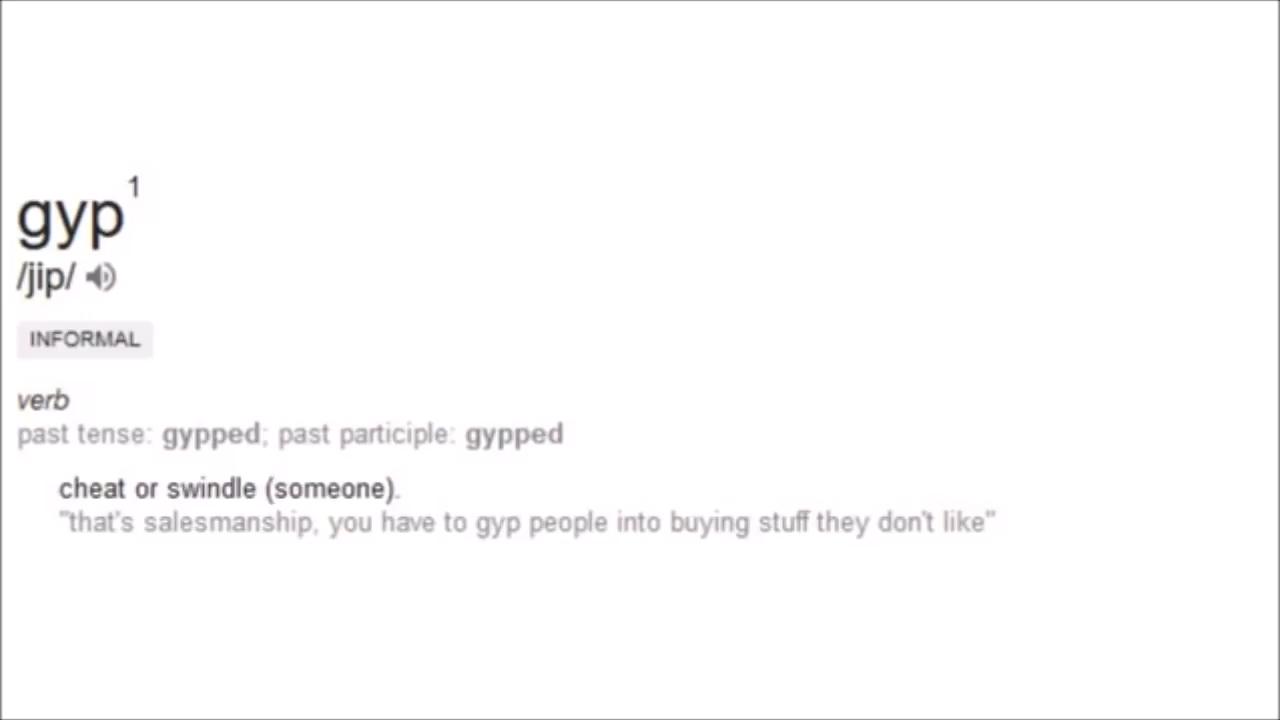 gyp¹
/jip/
INFORMAL
verb
past tense: gypped; past participle: gypped
cheat or swindle (someone).
"that's salesmanship, you have to gyp people into buying stuff they don't like"